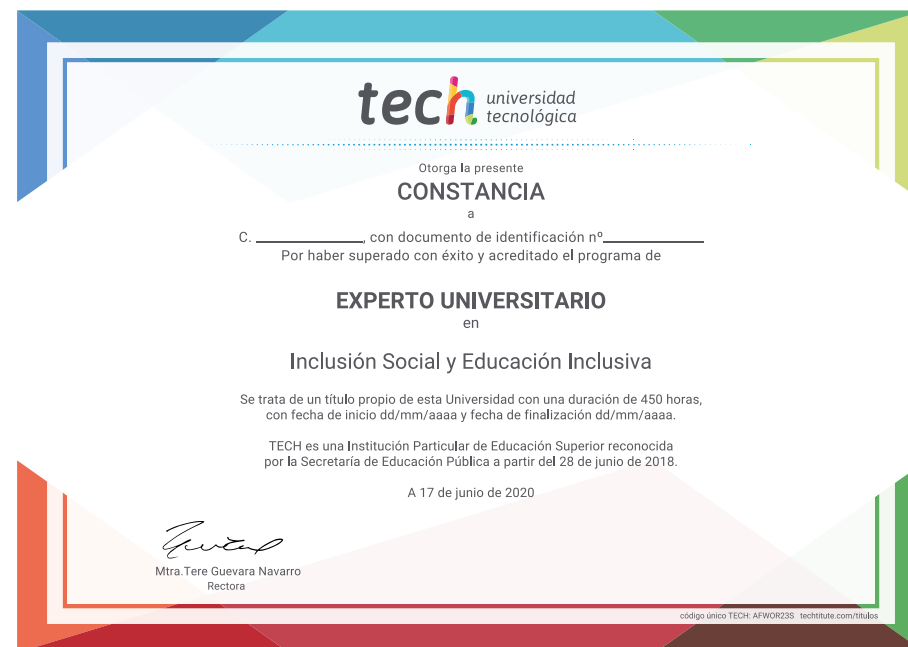 tech universidad
tecnológica
Otorga la presente
CONSTANCIA
a
C. ______________, con documento de identificación nº_____________
Por haber superado con éxito y acreditado el programa de
EXPERTO UNIVERSITARIO
en
Inclusión Social y Educación Inclusiva
Se trata de un título propio de esta Universidad con una duración de 450 horas,
con fecha de inicio dd/mm/aaaa y fecha de finalización dd/mm/aaaa.
TECH es una Institución Particular de Educación Superior reconocida
por la Secretaría de Educación Pública a partir del 28 de junio de 2018.
A 17 de junio de 2020
Mtra.Tere Guevara Navarro
Rectora
código único TECH: AFWOR23S techtitute.com/titulos